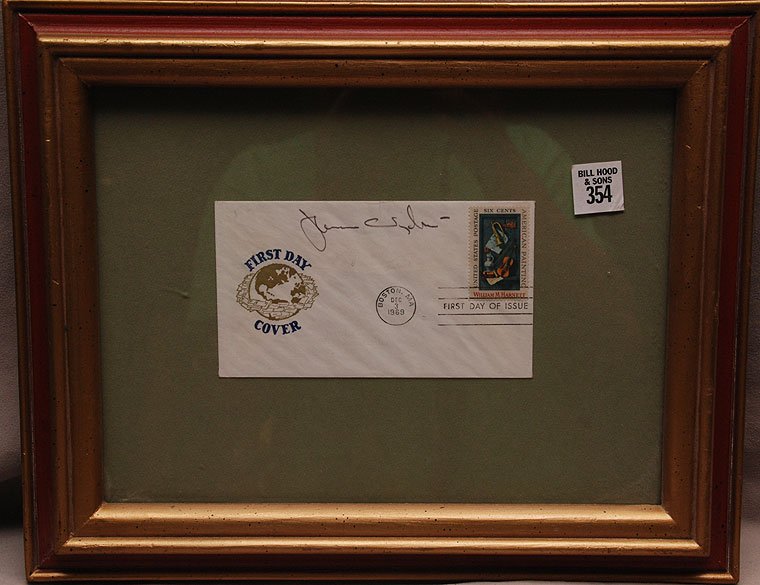 BILL HOOD
& SONS
354
FIRST DAY
COVER
BOSTON, MA
DEC
3
1969
UNITED STATES POSTAGE
SIX CENTS
AMERICAN PAINTING
WILLIAM M. HARNETT
FIRST DAY OF ISSUE